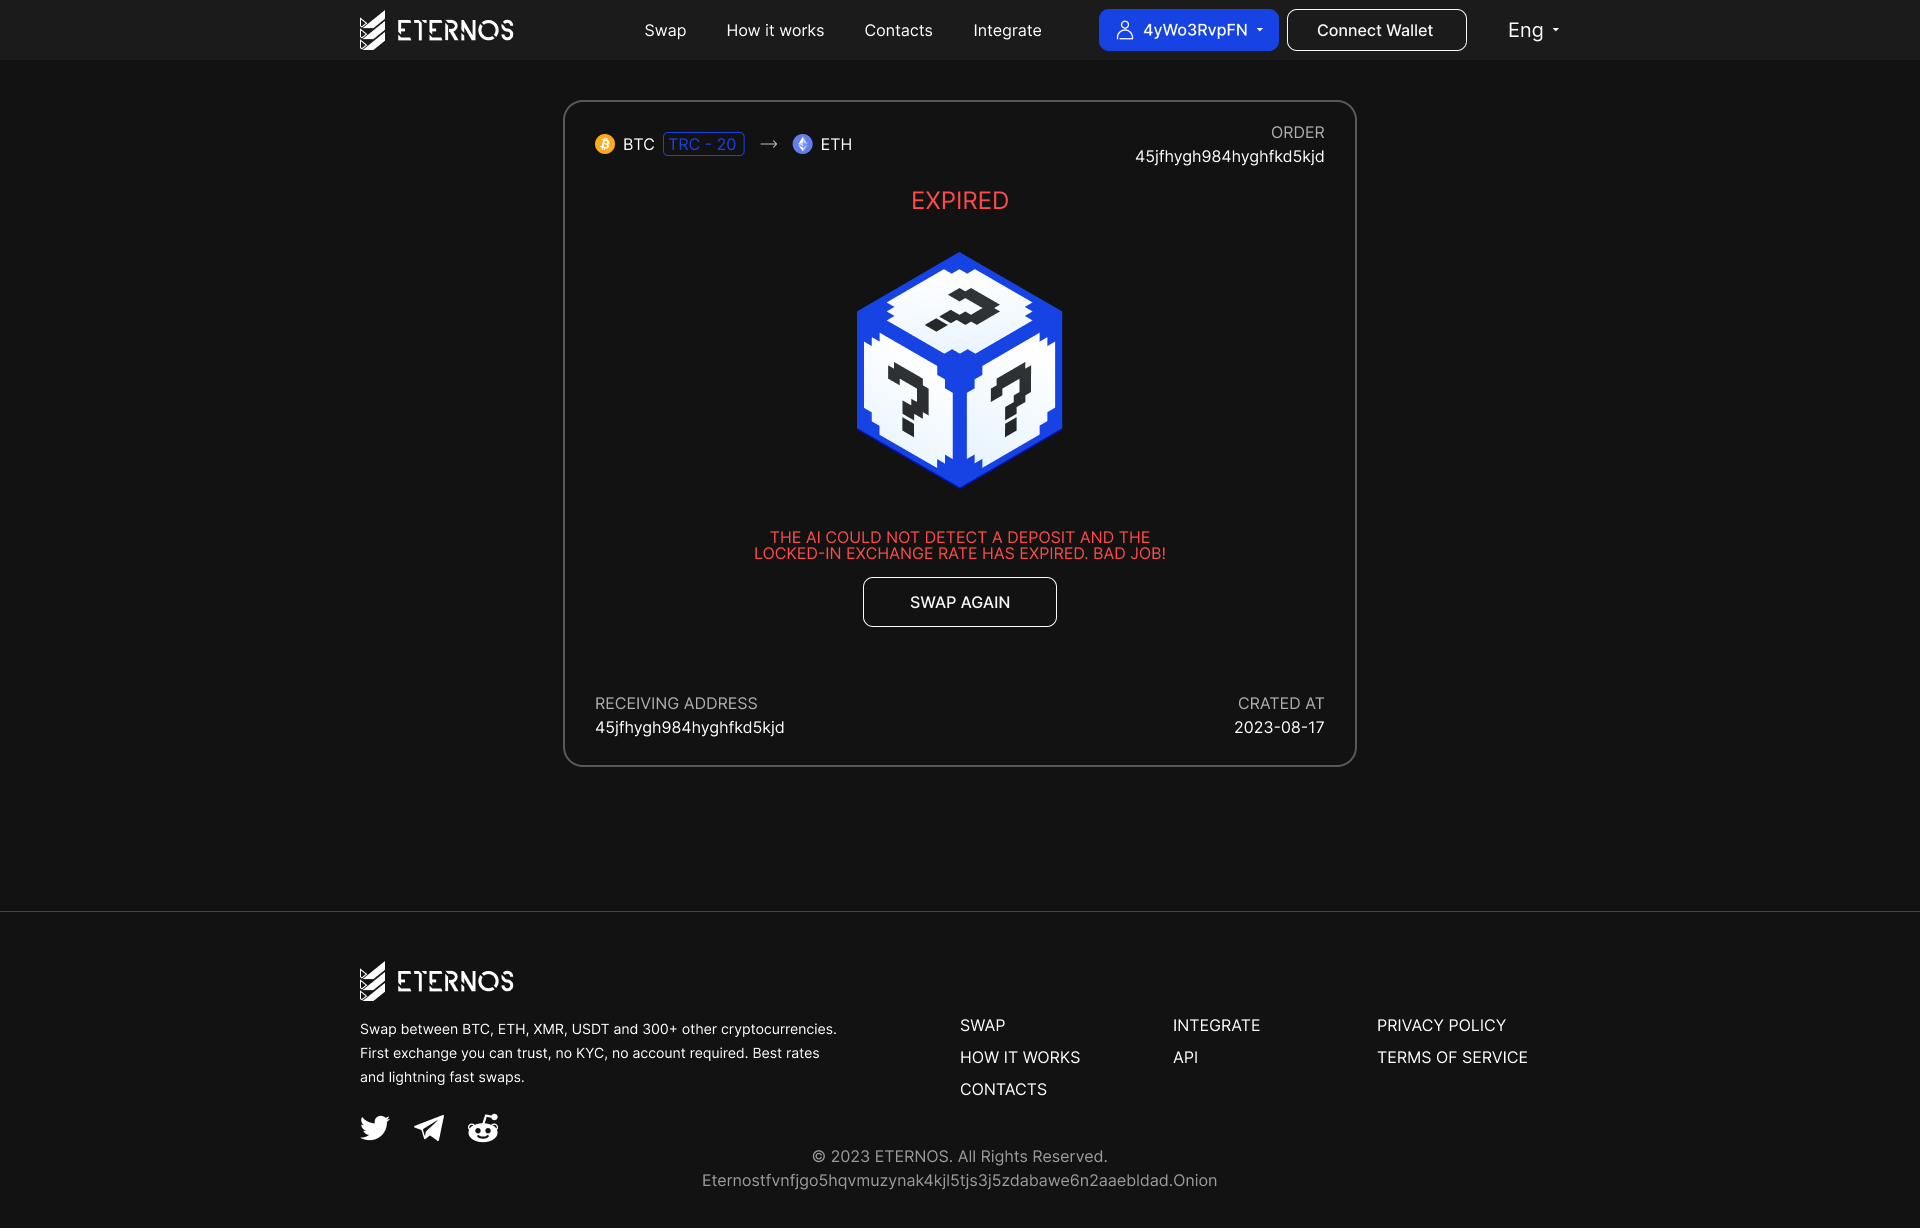 ETERNOS
Swap
How it works
Contacts
Integrate
4yWo3RvpFN
Connect Wallet
Eng
BTC
TRC - 20
ETH
ORDER
45jfhygh984hyghfkd5kjd
EXPIRED
?
?
?
THE AI COULD NOT DETECT A DEPOSIT AND THE
LOCKED-IN EXCHANGE RATE HAS EXPIRED. BAD JOB!
SWAP AGAIN
RECEIVING ADDRESS
45jfhygh984hyghfkd5kjd
CRATED AT
2023-08-17
ETERNOS
Swap between BTC, ETH, XMR, USDT and 300+ other cryptocurrencies.
First exchange you can trust, no KYC, no account required. Best rates
and lightning fast swaps.
SWAP
HOW IT WORKS
CONTACTS
INTEGRATE
API
PRIVACY POLICY
TERMS OF SERVICE
© 2023 ETERNOS. All Rights Reserved.
Eternostfvnfjgo5hqvmuzynak4kjl5tjs3j5zdabawe6n2aaebldad.Onion